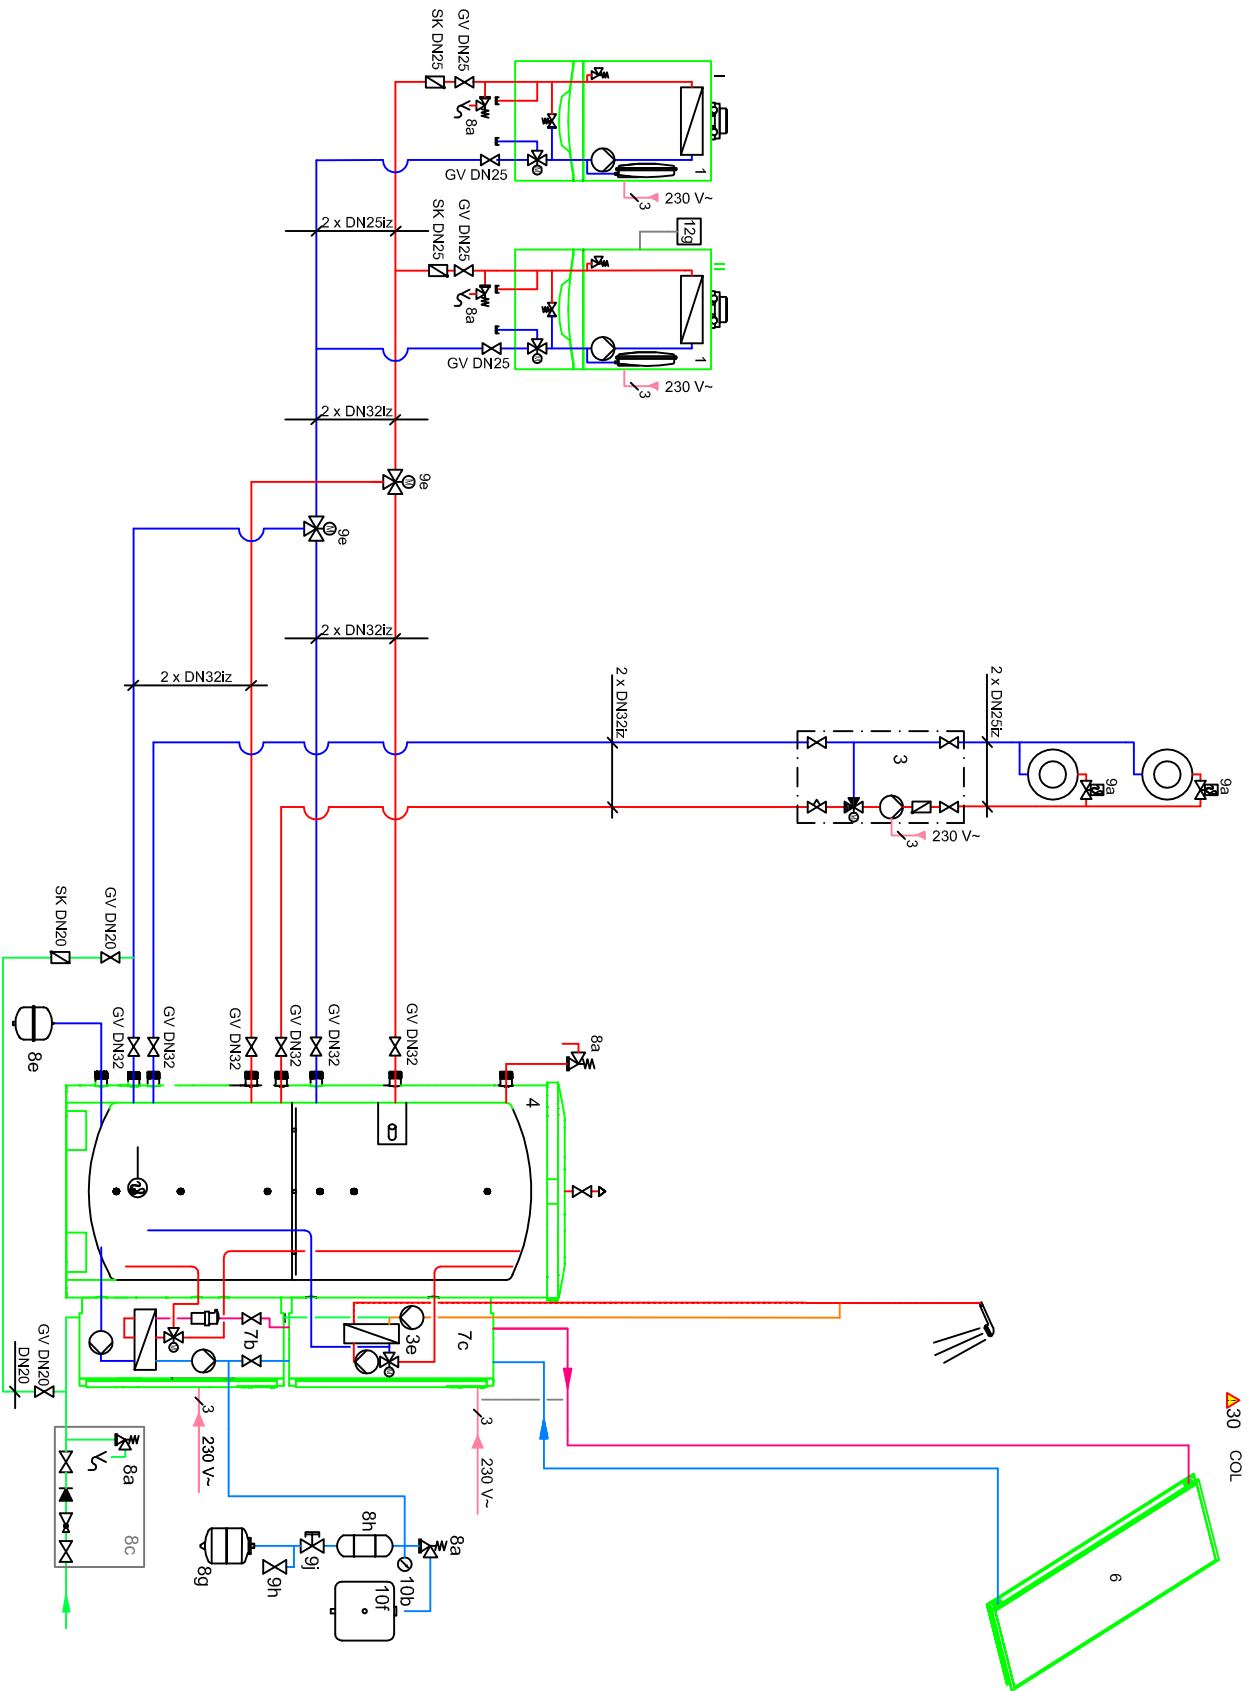 SK DN25
GV DN25
8a
I
1
GV DN25
3
230 V~
2 x DN25iz
SK DN25
GV DN25
12g
II
8a
1
GV DN25
3
230 V~
2 x DN32iz
9e
9e
2 x DN32iz
2 x DN32iz
2 x DN32iz
2 x DN25iz
3
9a
9a
3
230 V~
SK DN20
GV DN20
8e
GV DN32
GV DN32
GV DN32
GV DN32
GV DN32
GV DN32
8a
4
7b
3e
7c
GV DN20
DN20
3
230 V~
3
230 V~
30
COL
6
8a
8c
8g
9h
9j
8h
8a
10b
10f